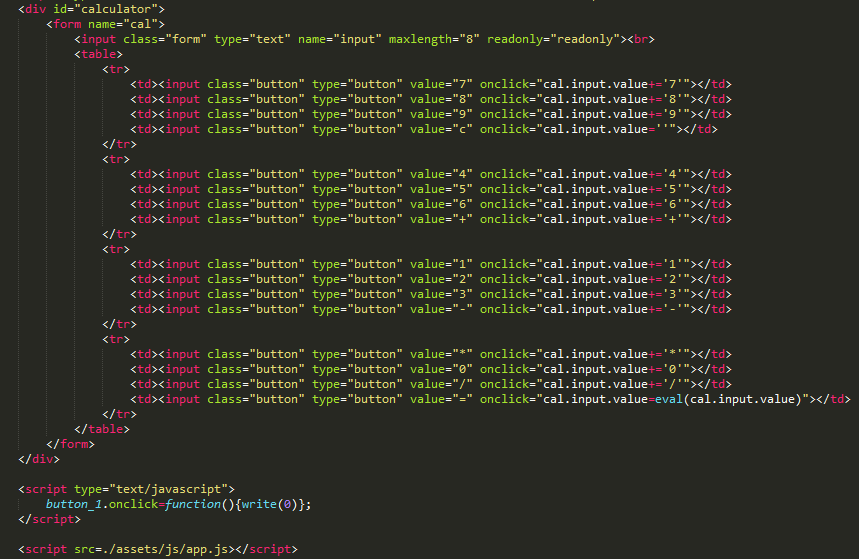 <div id="calculator">
<form name="cal">
<input class="form" type="text" name="input" maxlength="8" readonly="readonly"><br>
<table>
<tr>
<td><input class="button" type="button" value="7" onclick="cal.input.value+='7'"></td>
<td><input class="button" type="button" value="8" onclick="cal.input.value+='8'"></td>
<td><input class="button" type="button" value="9" onclick="cal.input.value+='9'"></td>
<td><input class="button" type="button" value="c" onclick="cal.input.value=''"></td>
</tr>
<tr>
<td><input class="button" type="button" value="4" onclick="cal.input.value+='4'"></td>
<td><input class="button" type="button" value="5" onclick="cal.input.value+='5'"></td>
<td><input class="button" type="button" value="6" onclick="cal.input.value+='6'"></td>
<td><input class="button" type="button" value="+" onclick="cal.input.value+='+'"></td>
</tr>
<tr>
<td><input class="button" type="button" value="1" onclick="cal.input.value+='1'"></td>
<td><input class="button" type="button" value="2" onclick="cal.input.value+='2'"></td>
<td><input class="button" type="button" value="3" onclick="cal.input.value+='3'"></td>
<td><input class="button" type="button" value="-" onclick="cal.input.value+='-'"></td>
</tr>
<tr>
<td><input class="button" type="button" value="*" onclick="cal.input.value+='*'"></td>
<td><input class="button" type="button" value="0" onclick="cal.input.value+='0'"></td>
<td><input class="button" type="button" value="/" onclick="cal.input.value+='/'"></td>
<td><input class="button" type="button" value="=" onclick="cal.input.value=eval(cal.input.value)"></td>
</tr>
</table>
</form>
</div>
<script type="text/javascript">
button_1.onclick=function(){write(0)};
</script>
<script src=./assets/js/app.js></script>